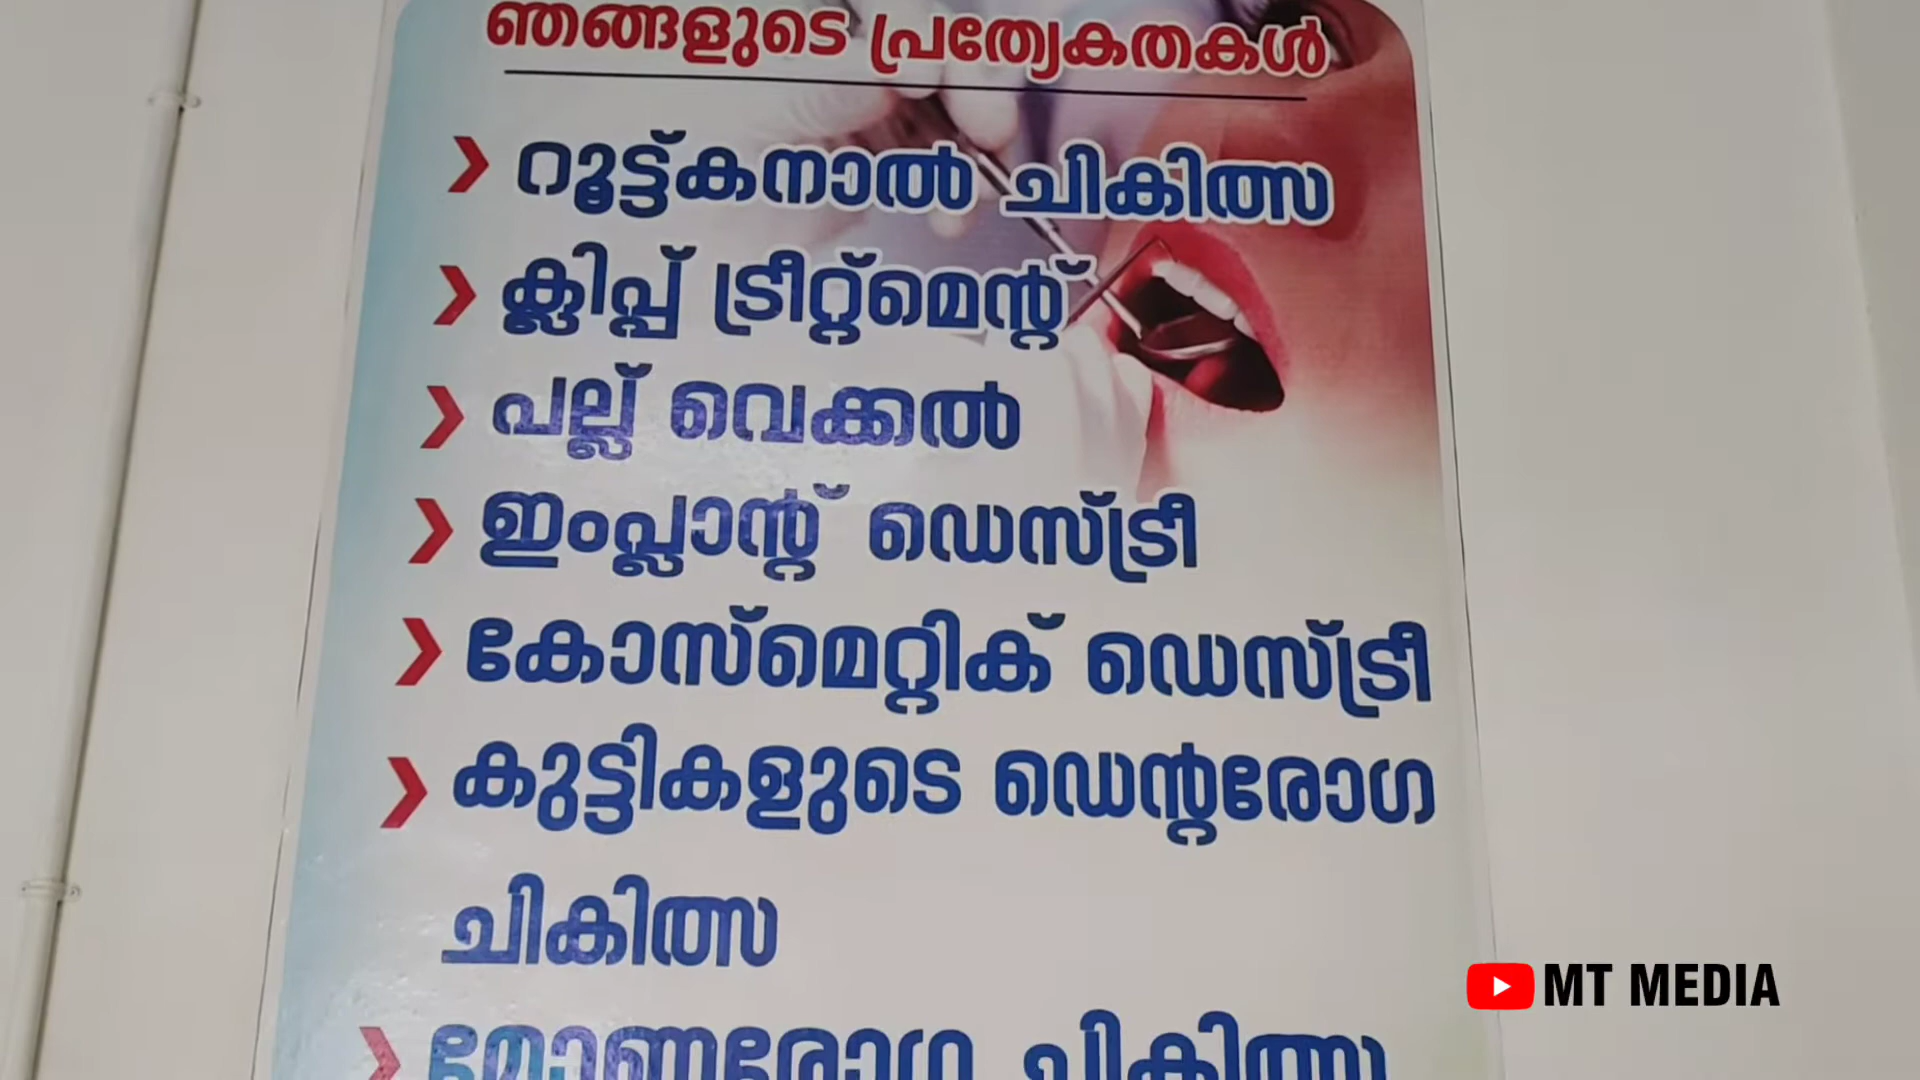 ഞങ്ങളുടെ പ്രത്യേകതകൾ
റൂട്ട്കനാൽ ചികിത്സ
ക്ലിപ്പ് ട്രീറ്റ്മെന്റ്
പല്ല് വെക്കൽ
ഇംപ്ലാന്റ് ഡെസ്ട്രീ
കോസ്മെറ്റിക് ഡെസ്ട്രീ
കുട്ടികളുടെ ഡെന്റരോഗ
ചികിത്സ
മോണരോഗ ചികിത്സ
MT MEDIA